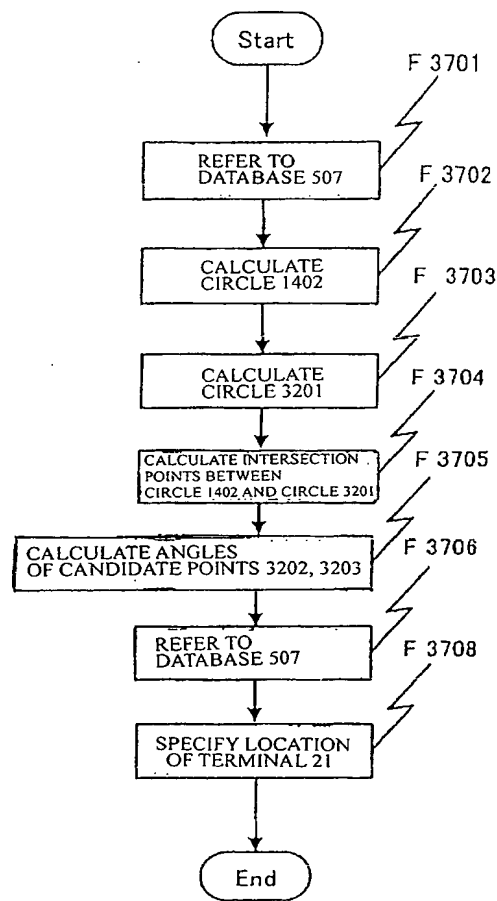 Start
F 3701
REFER TO
DATABASE 507
F 3702
CALCULATE
CIRCLE 1402
F 3703
CALCULATE
CIRCLE 3201
F 3704
CALCULATE INTERSECTION
POINTS BETWEEN
CIRCLE 1402 AND CIRCLE 3201
F 3705
CALCULATE ANGLES
OF CANDIDATE POINTS 3202, 3203
F 3706
REFER TO
DATABASE 507
F 3708
SPECIFY LOCATION
OF TERMINAL 21
End